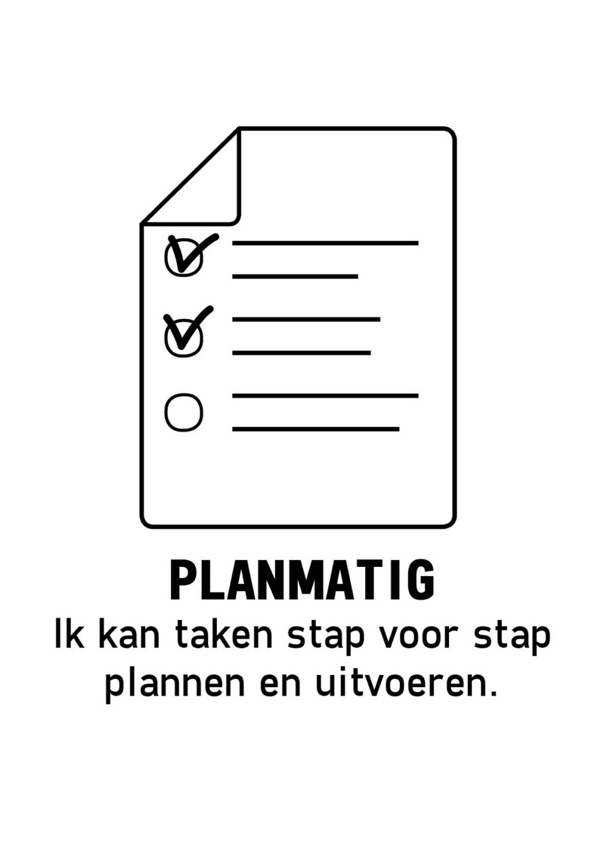 PLANMATIG
Ik kan taken stap voor stap
plannen en uitvoeren.